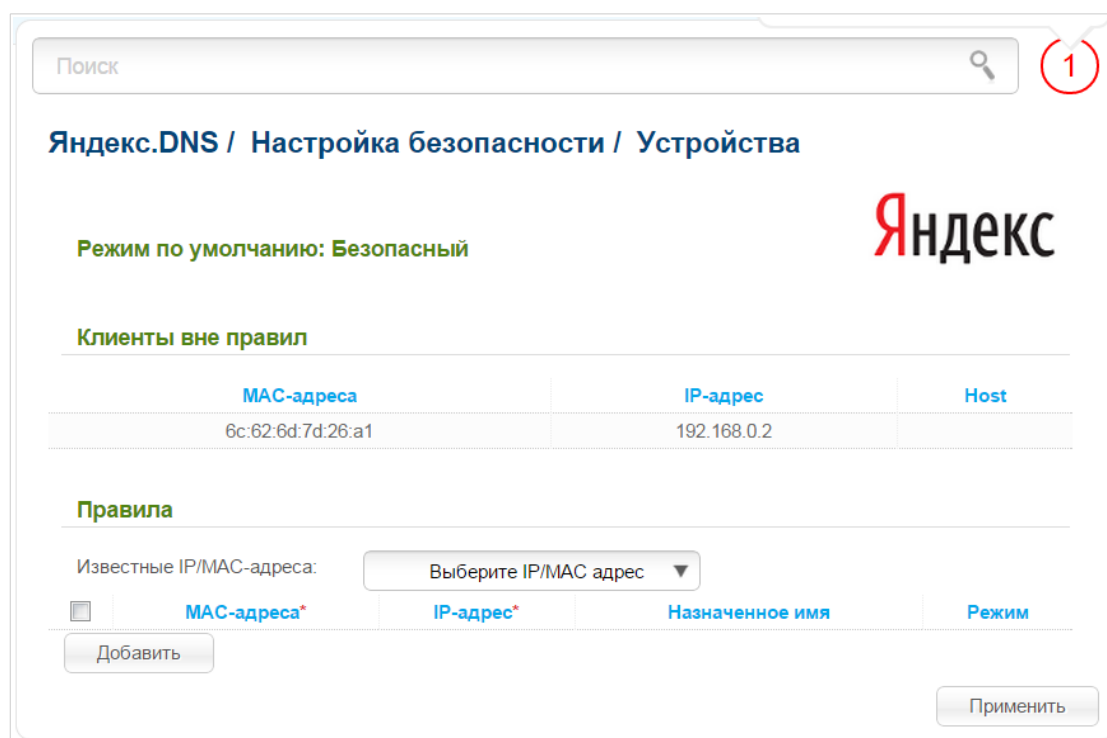 Поиск
1
Яндекс.DNS / Настройка безопасности / Устройства
Яндекс
Режим по умолчанию: Безопасный
Клиенты вне правил
MAC-адреса IP-адрес Host
6c:62:6d:7d:26:a1 192.168.0.2
Правила
Известные IP/MAC-адреса: Выберите IP/MAC адрес
MAC-адреса* IP-адрес* Назначенное имя Режим
Добавить
Применить